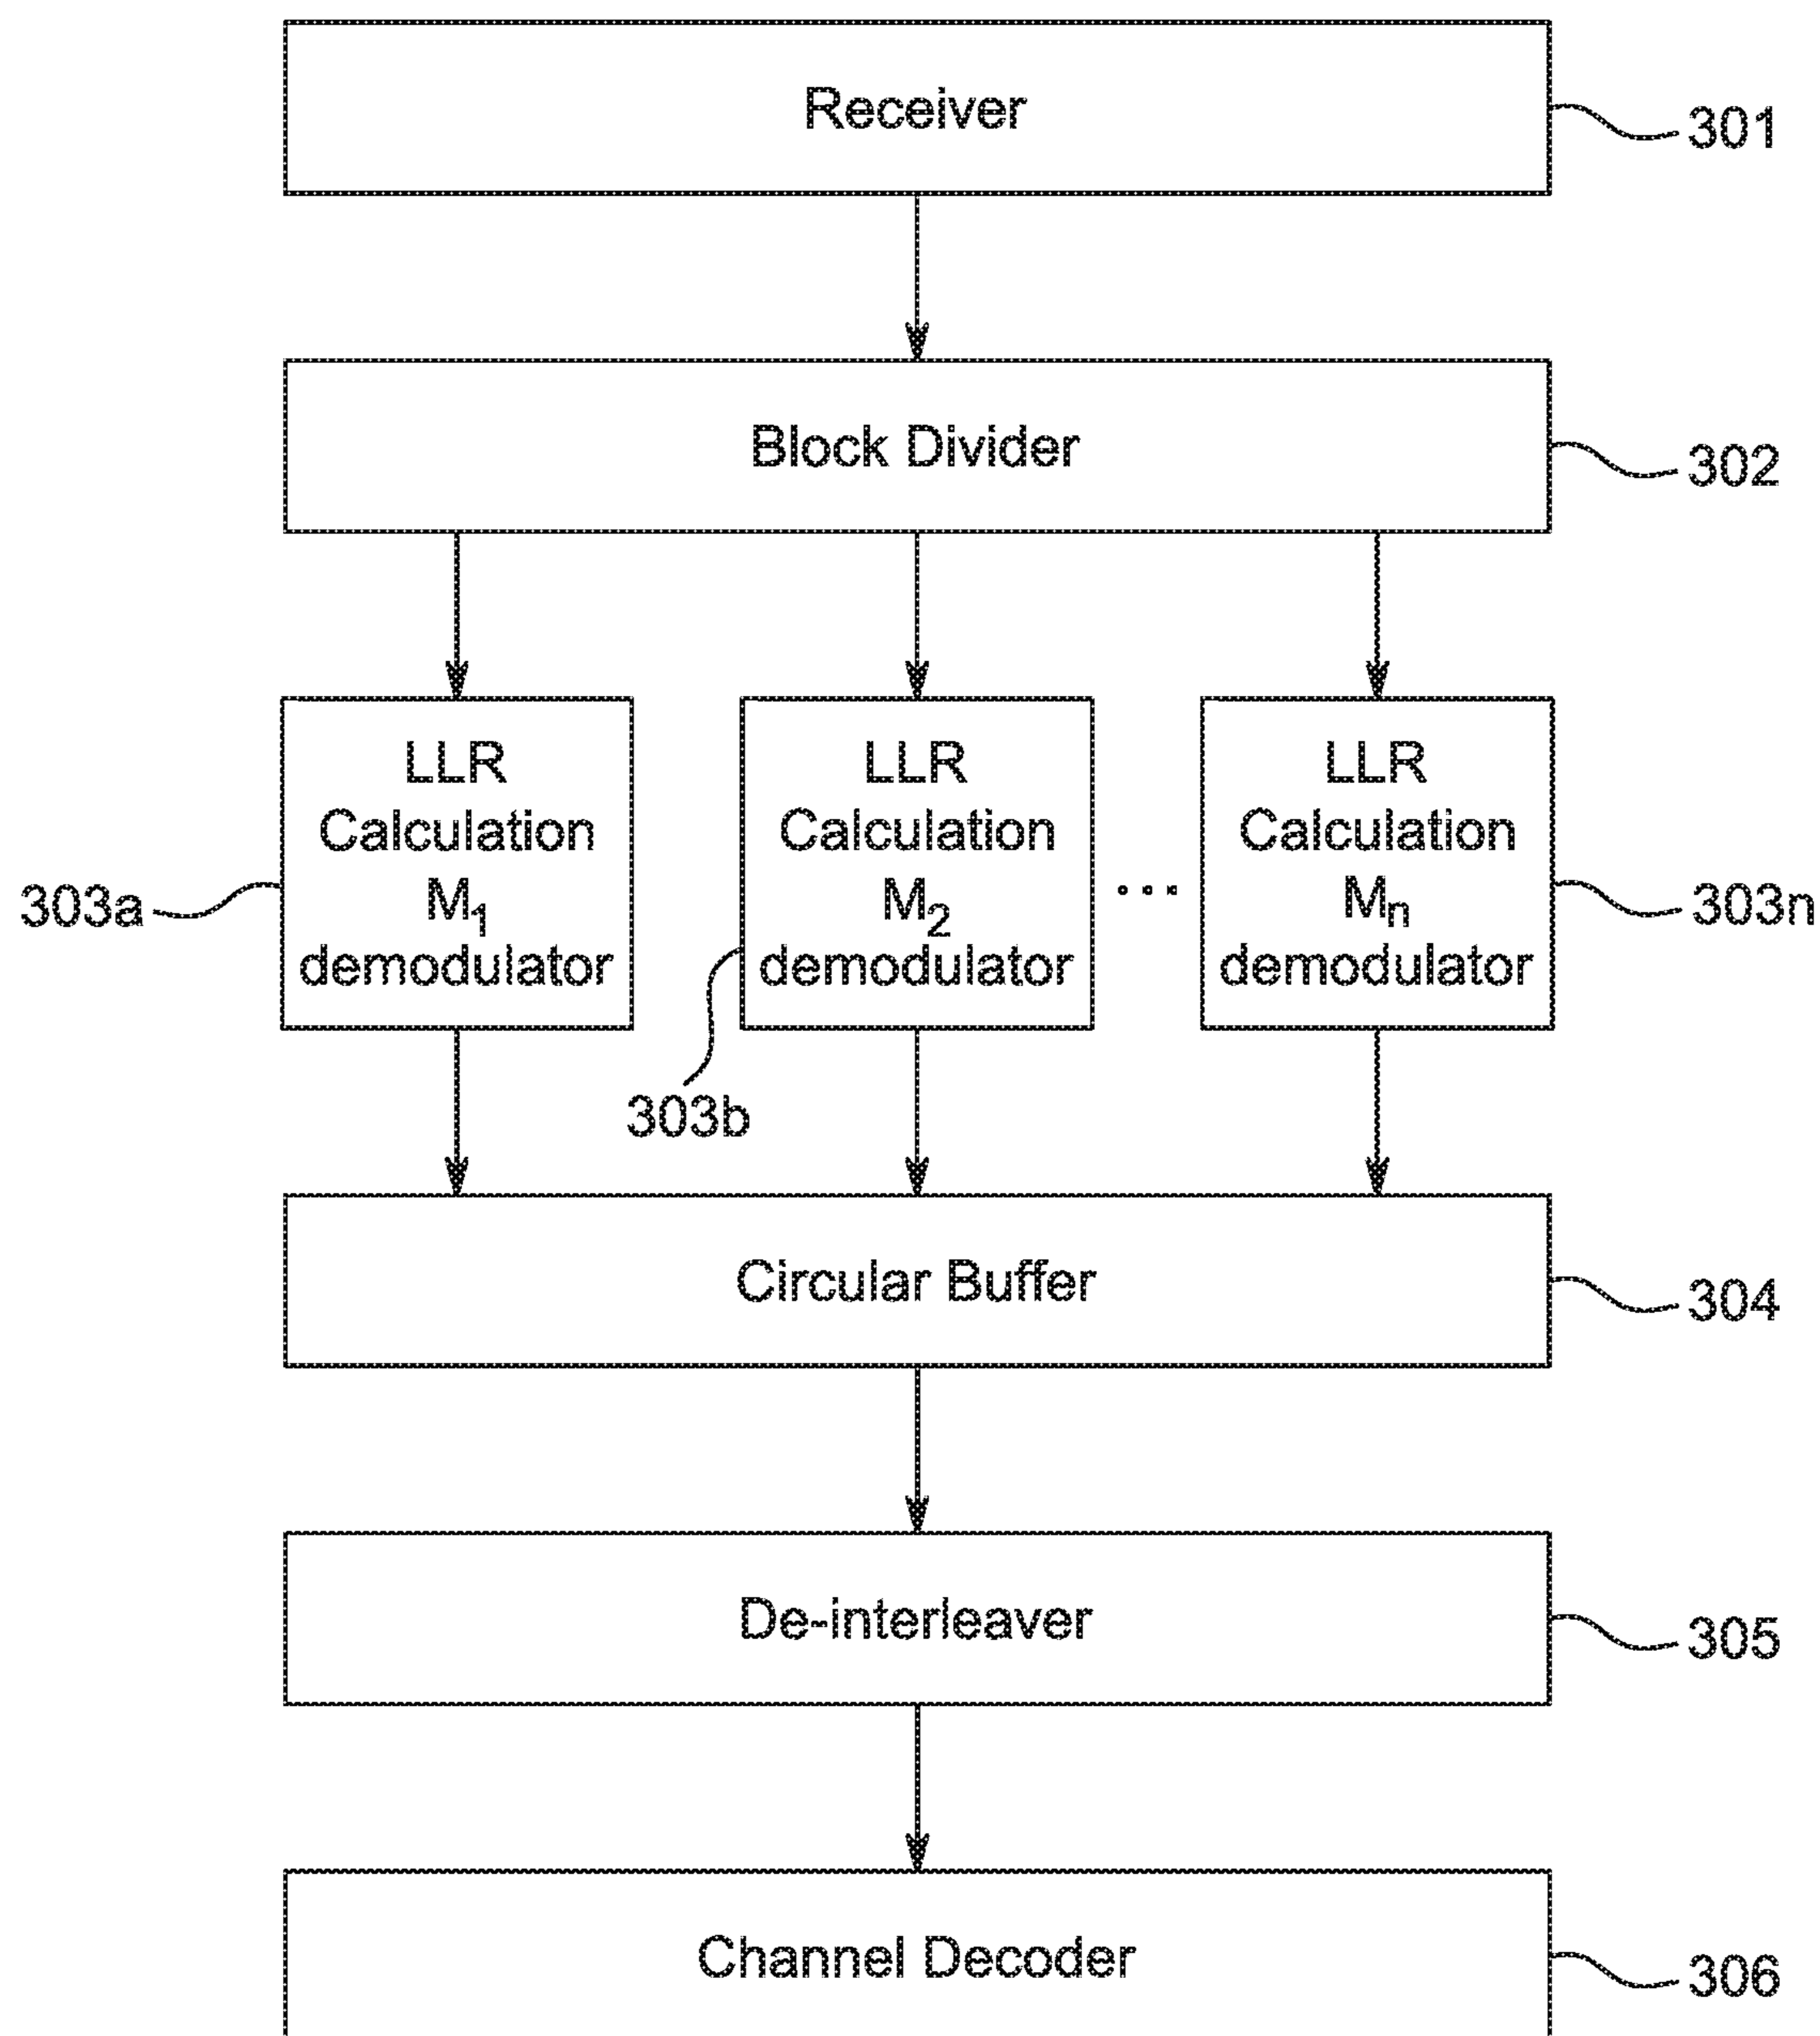 Receiver
301
Block Divider
302
LLR
Calculation
M₁
demodulator
303a
LLR
Calculation
M₂
demodulator
303b
...
LLR
Calculation
Mₙ
demodulator
303n
Circular Buffer
304
De-interleaver
305
Channel Decoder
306